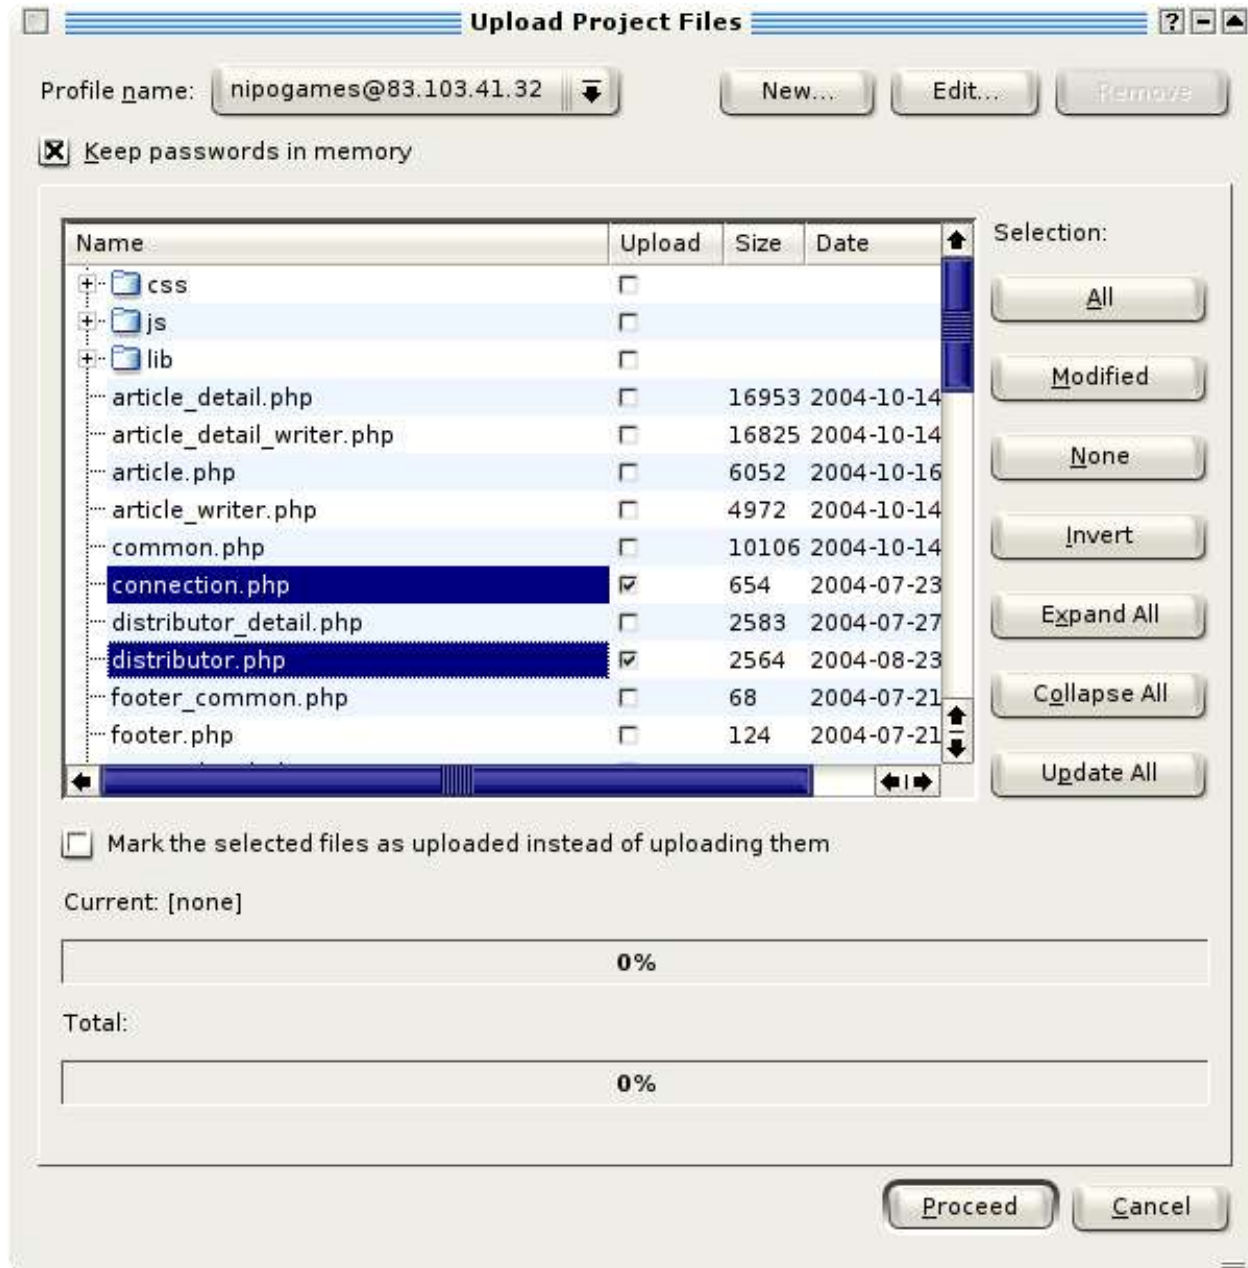 Upload Project Files
Profile name: nipogames@83.103.41.32 New... Edit... Remove
Keep passwords in memory
Name Upload Size Date Selection:
css
All
js
lib
Modified
article_detail.php 16953 2004-10-14
article_detail_writer.php 16825 2004-10-14
None
article.php 6052 2004-10-16
article_writer.php 4972 2004-10-14
Invert
common.php 10106 2004-10-14
connection.php 654 2004-07-23
Expand All
distributor_detail.php 2583 2004-07-27
distributor.php 2564 2004-08-23
Collapse All
footer_common.php 68 2004-07-21
footer.php 124 2004-07-21
Update All
Mark the selected files as uploaded instead of uploading them
Current: [none]
0%
Total:
0%
Proceed Cancel